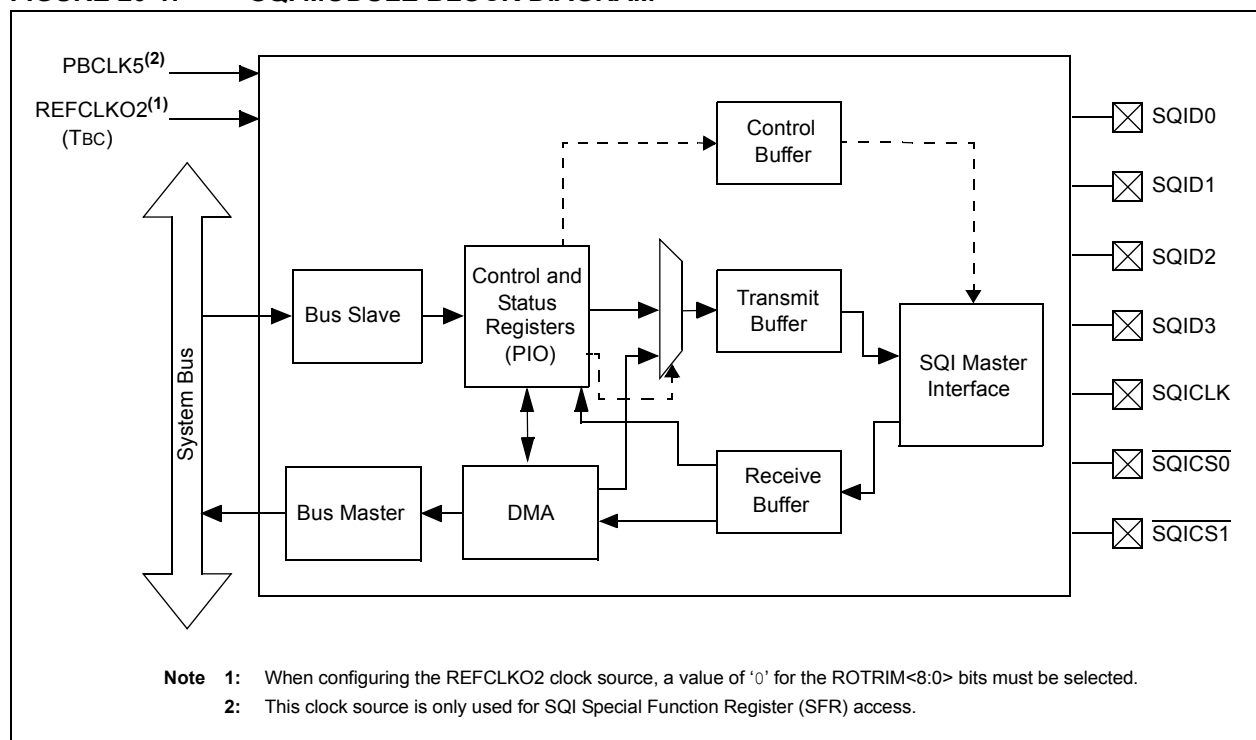 PBCLK5(2)
REFCLKO2(1)
(TBC)
System Bus
Bus Slave
Control and
Status
Registers
(PIO)
Control
Buffer
Transmit
Buffer
SQI Master
Interface
Bus Master
DMA
Receive
Buffer
SQID0
SQID1
SQID2
SQID3
SQICLK
SQICS0
SQICS1
Note 1: When configuring the REFCLKO2 clock source, a value of ‘0’ for the ROTRIM<8:0> bits must be selected.
2: This clock source is only used for SQI Special Function Register (SFR) access.